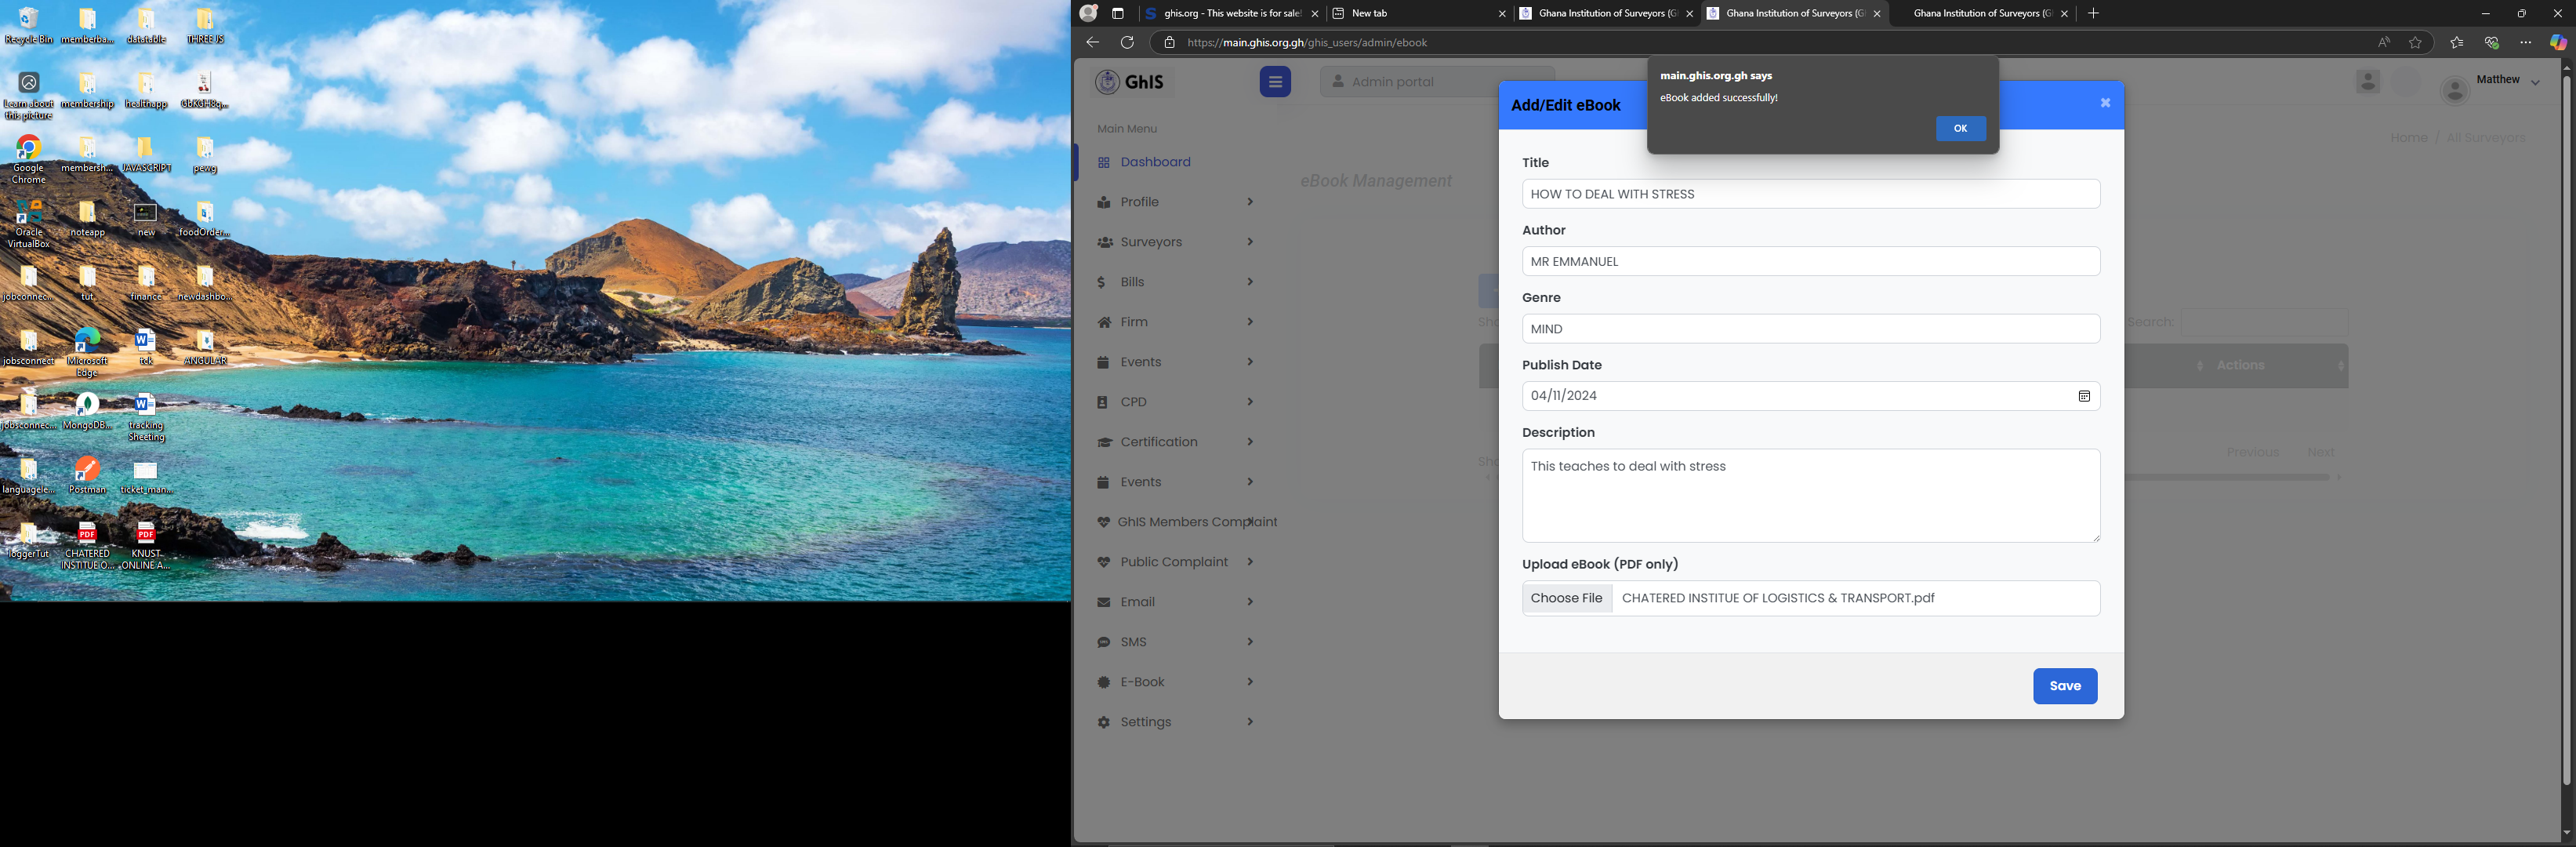 Recycle Bin
memberba...
datatable
THREEJS
Learn about this picture
membership
healthapp
Google Chrome
membersh...
JAVASCRIPT
pewg
Oracle VirtualBox
noteapp
new
foodOrder...
jobconnec...
tut
finance
newdashbo...
jobsconnect
Microsoft Edge
tck
ANGULAR
jobsconnec...
MongoDB...
tracking Sheeting
languagele...
Postman
ticket_man...
loggerTut
CHATERED INSTITUE O...
KNUST ONLINE A...
ghis.org - This website is for sale!
New tab
Ghana Institution of Surveyors (G
Ghana Institution of Surveyors (G
Ghana Institution of Surveyors (G
https://main.ghis.org.gh/ghis_users/admin/ebook
GhIS
Admin portal
Matthew
main.ghis.org.gh says
eBook added successfully!
OK
Home / All Surveyors
Main Menu
Dashboard
Profile
Surveyors
Bills
Firm
Events
CPD
Certification
Events
GhIS Members Complaint
Public Complaint
Email
SMS
E-Book
Settings
eBook Management
Search:
Actions
Previous
Next
Add/Edit eBook
Title
HOW TO DEAL WITH STRESS
Author
MR EMMANUEL
Genre
MIND
Publish Date
04/11/2024
Description
This teaches to deal with stress
Upload eBook (PDF only)
Choose File
CHATERED INSTITUE OF LOGISTICS & TRANSPORT.pdf
Save